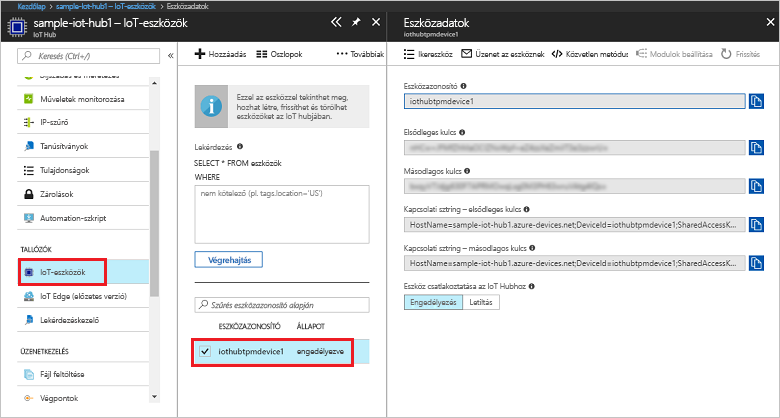 Kezdőlap > sample-iot-hub1 – IoT-eszközök > Eszközadatok
sample-iot-hub1 – IoT-eszközök
IoT Hub
Keresés (Ctrl+/)
Díjszabás és méretezés
Műveletek monitorozása
IP-szűrő
Tanúsítványok
Tulajdonságok
Zárolások
Automation-szkript
TALLÓZÓK
IoT-eszközök
IoT Edge (előzetes verzió)
Lekérdezéskezelő
ÜZENETKEZELÉS
Fájl feltöltése
Végpontok
Hozzáadás
Oszlopok
Továbbiak
Ezzel az eszközzel tekinthet meg,
hozhat létre, frissíthet és törölhet
eszközöket az IoT hubjában.
Lekérdezés
SELECT * FROM eszközök
WHERE
nem kötelező (pl. tags.location='US')
Végrehajtás
Szűrés eszközazonosító alapján
ESZKÖZAZONOSÍTÓ ÁLLAPOT
iothubtpmdevice1 engedélyezve
Eszközadatok
iothubtpmdevice1
Ikereszköz
Üzenet az eszköznek
Közvetlen metódus
Modulok beállítása
Frissítés
Eszközazonosító
iothubtpmdevice1
Elsődleges kulcs
Másodlagos kulcs
Kapcsolati sztring – elsődleges kulcs
HostName=sample-iot-hub1.azure-devices.net;DeviceId=iothubtpmdevice1;SharedAccessK...
Kapcsolati sztring – másodlagos kulcs
HostName=sample-iot-hub1.azure-devices.net;DeviceId=iothubtpmdevice1;SharedAccessK...
Eszköz csatlakoztatása az IoT Hubhoz
Engedélyezés Letiltás